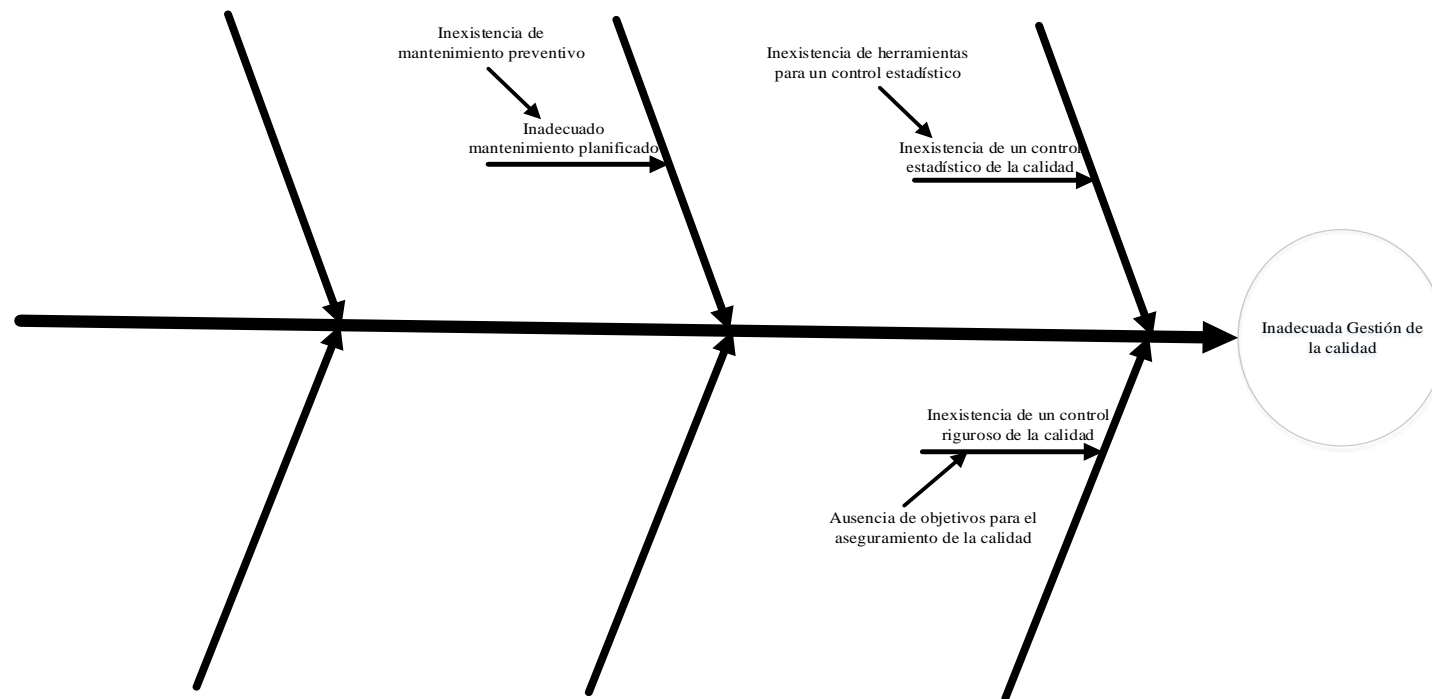 Inexistencia de
mantenimiento preventivo
Inadecuado
mantenimiento planificado
Inexistencia de herramientas
para un control estadístico
Inexistencia de un control
estadístico de la calidad
Inadecuada Gestión de
la calidad
Inexistencia de un control
riguroso de la calidad
Ausencia de objetivos para el
aseguramiento de la calidad